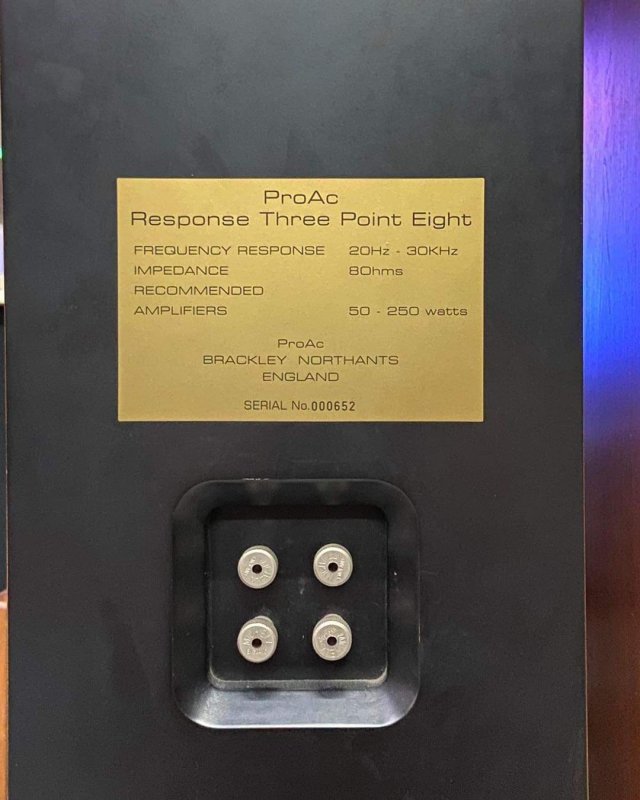 ProAc
Response Three Point Eight
FREQUENCY RESPONSE 20Hz - 30KHz
IMPEDANCE 8Ohms
RECOMMENDED
AMPLIFIERS 50 - 250 watts
ProAc
BRACKLEY NORTHANTS
ENGLAND
SERIAL No. 000652